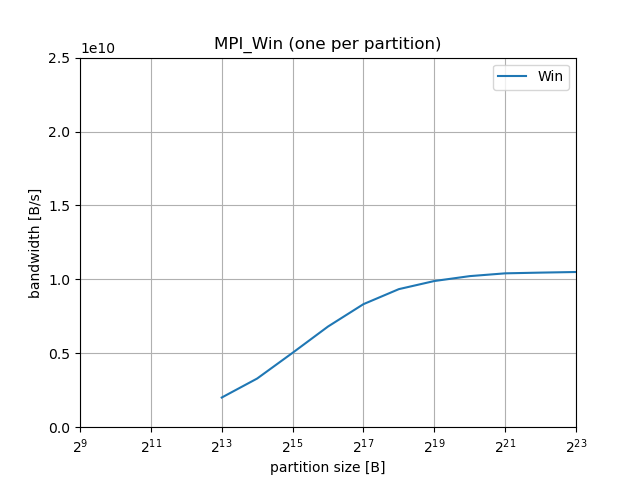 MPI_Win (one per partition)
1e10
2.5
2.0
1.5
1.0
0.5
0.0
bandwidth [B/s]
Win
2^9 2^11 2^13 2^15 2^17 2^19 2^21 2^23
partition size [B]